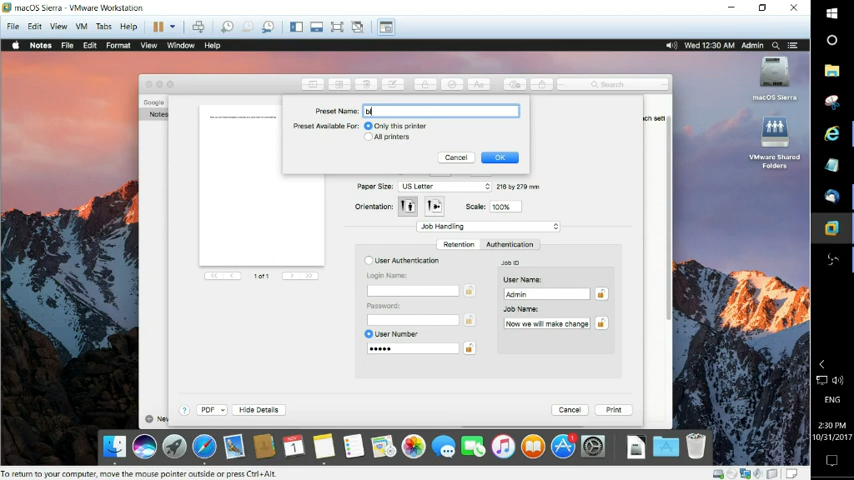 macOS Sierra - VMware Workstation
File Edit View VM Tabs Help
Notes File Edit Format View Window Help
Wed 12:30 AM Admin
Search
Google
Notes
Preset Name: bl
Preset Available For: Only this printer
All printers
Cancel OK
macOS Sierra
VMware Shared
Folders
Paper Size: US Letter 216 by 279 mm
Orientation: Scale: 100%
Job Handling
Retention Authentication
User Authentication
Login Name:
Password:
User Number
Job ID
User Name:
Admin
Job Name:
Now we will make change
1 of 1
? PDF Hide Details Cancel Print
New
ENG
2:30 PM
10/31/2017
To return to your computer, move the mouse pointer outside or press Ctrl+Alt.